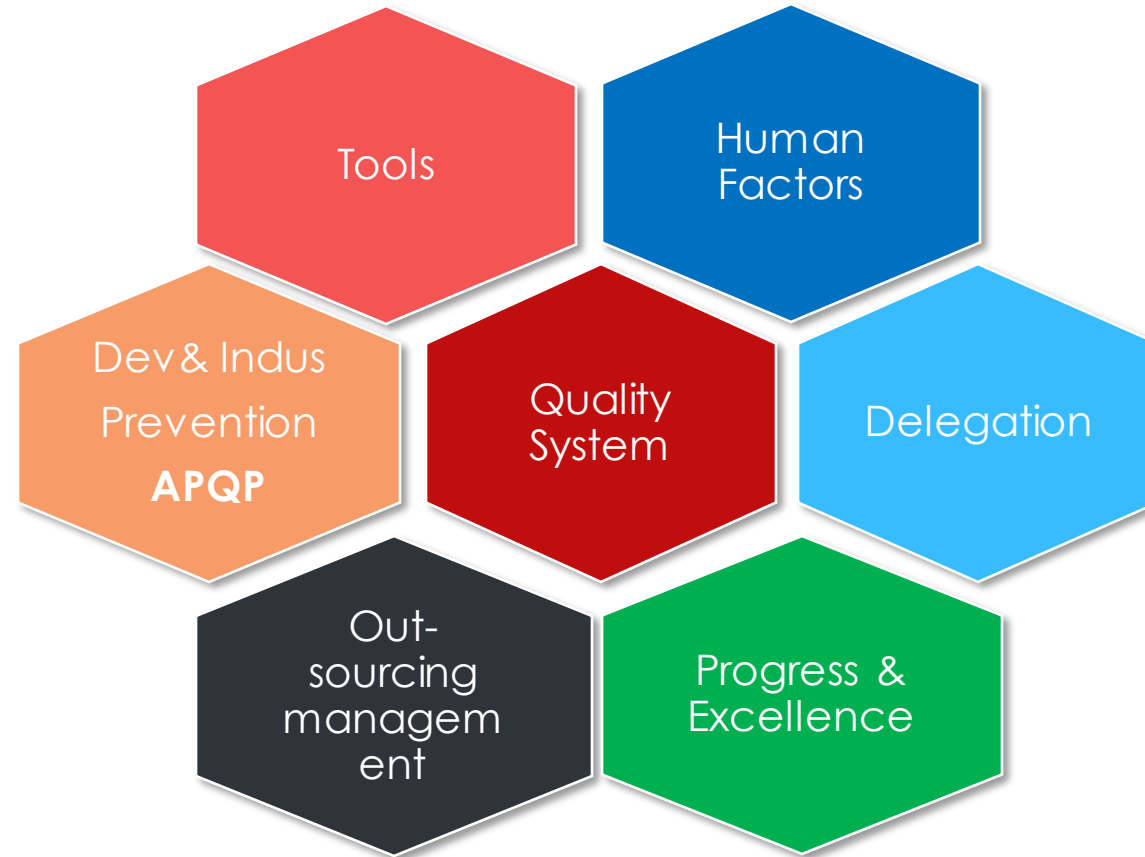 Tools
Human
Factors
Dev& Indus
Prevention
APQP
Quality
System
Delegation
Out-
sourcing
managem
ent
Progress &
Excellence